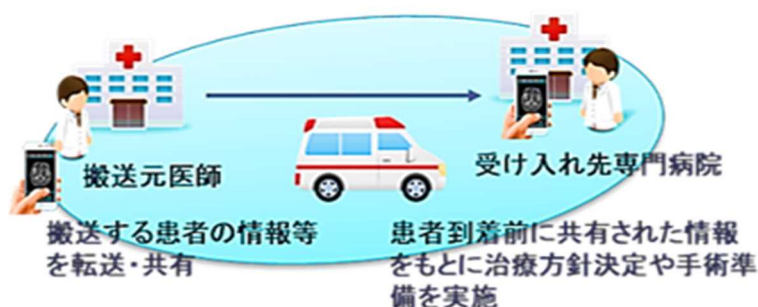 搬送元医師
受け入れ先専門病院
搬送する患者の情報等
を転送・共有
患者到着前に共有された情報
をもとに治療方針決定や手術準
備を実施